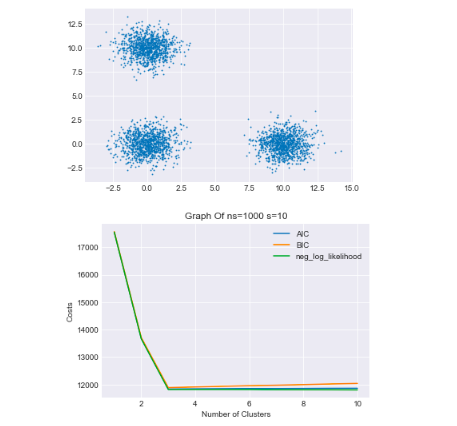 12.5
10.0
7.5
5.0
2.5
0.0
−2.5
−2.5 0.0 2.5 5.0 7.5 10.0 12.5 15.0
Graph Of ns=1000 s=10
AIC
BIC
neg_log_likelihood
17000
16000
15000
14000
13000
12000
Costs
2 4 6 8 10
Number of Clusters